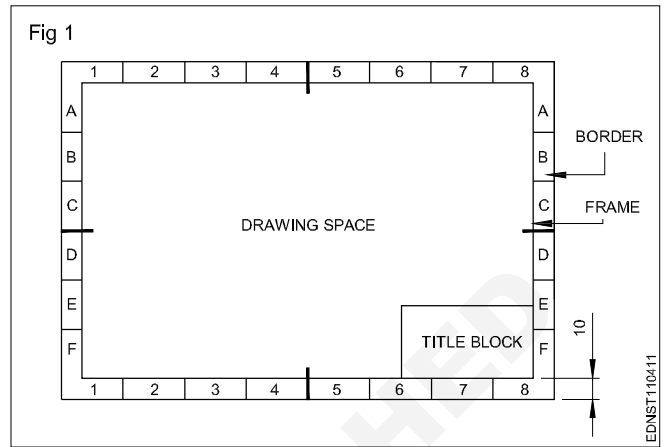 Fig 1
1 2 3 4 5 6 7 8
A A
B B
BORDER
C C
FRAME
DRAWING SPACE
D D
E E
10
TITLE BLOCK
F F
1 2 3 4 5 6 7 8
EDNST110411